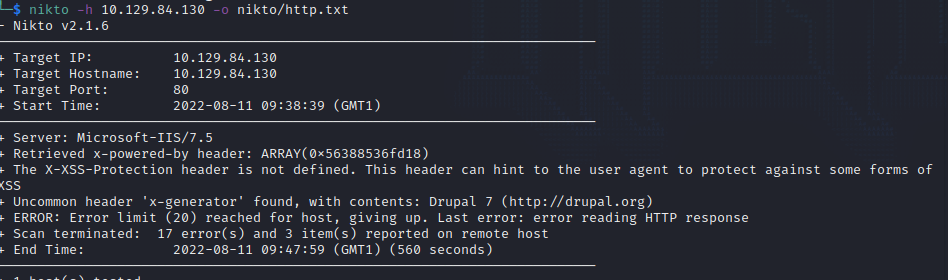 └─$ nikto -h 10.129.84.130 -o nikto/http.txt
- Nikto v2.1.6
+ Target IP: 10.129.84.130
+ Target Hostname: 10.129.84.130
+ Target Port: 80
+ Start Time: 2022-08-11 09:38:39 (GMT1)
+ Server: Microsoft-IIS/7.5
+ Retrieved x-powered-by header: ARRAY(0×56388536fd18)
+ The X-XSS-Protection header is not defined. This header can hint to the user agent to protect against some forms of
XSS
+ Uncommon header 'x-generator' found, with contents: Drupal 7 (http://drupal.org)
+ ERROR: Error limit (20) reached for host, giving up. Last error: error reading HTTP response
+ Scan terminated: 17 error(s) and 3 item(s) reported on remote host
+ End Time: 2022-08-11 09:47:59 (GMT1) (560 seconds)
+ 1 host(s) tested